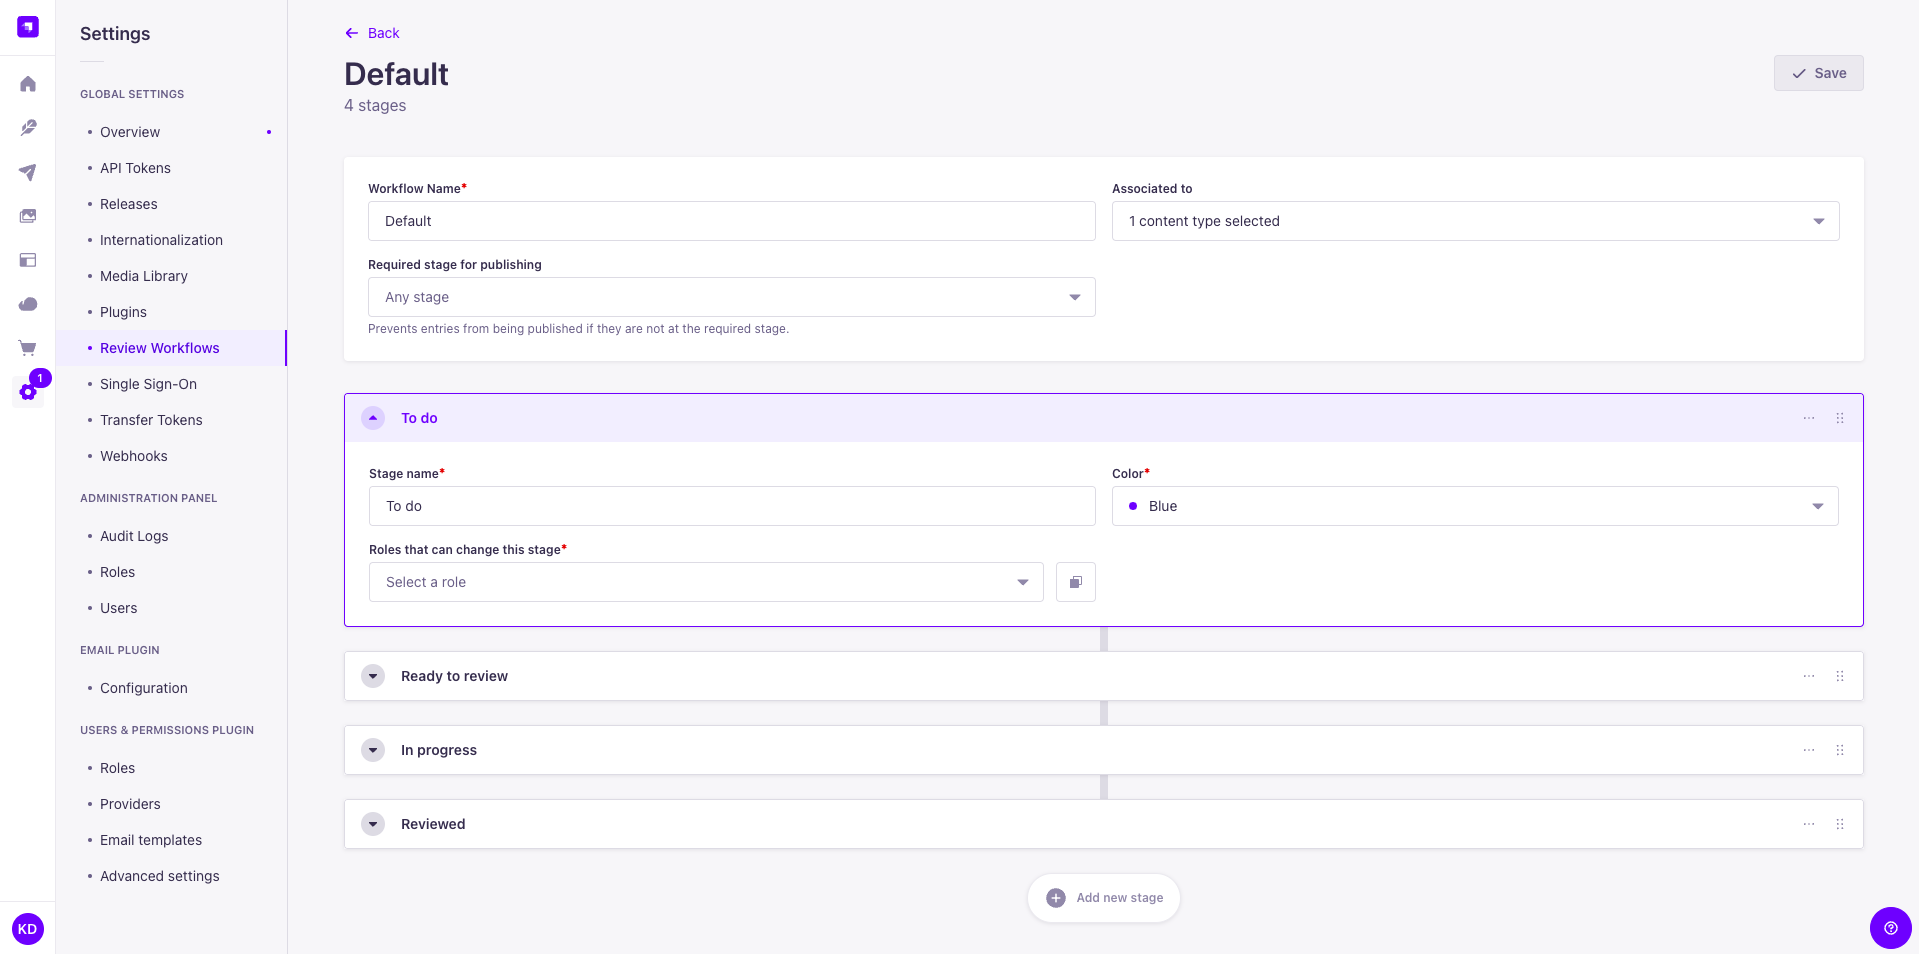 Settings
GLOBAL SETTINGS
Overview
API Tokens
Releases
Internationalization
Media Library
Plugins
Review Workflows
Single Sign-On
Transfer Tokens
Webhooks
ADMINISTRATION PANEL
Audit Logs
Roles
Users
EMAIL PLUGIN
Configuration
USERS & PERMISSIONS PLUGIN
Roles
Providers
Email templates
Advanced settings
1
KD
Back
Default
4 stages
Save
Workflow Name*
Default
Associated to
1 content type selected
Required stage for publishing
Any stage
Prevents entries from being published if they are not at the required stage.
To do
Stage name*
To do
Color*
Blue
Roles that can change this stage*
Select a role
Ready to review
In progress
Reviewed
Add new stage